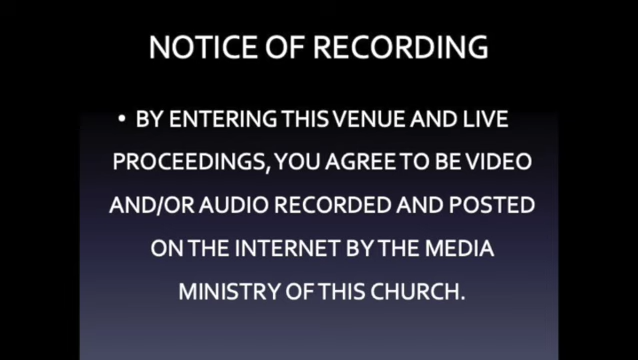 NOTICE OF RECORDING
• BY ENTERING THIS VENUE AND LIVE
PROCEEDINGS, YOU AGREE TO BE VIDEO
AND/OR AUDIO RECORDED AND POSTED
ON THE INTERNET BY THE MEDIA
MINISTRY OF THIS CHURCH.